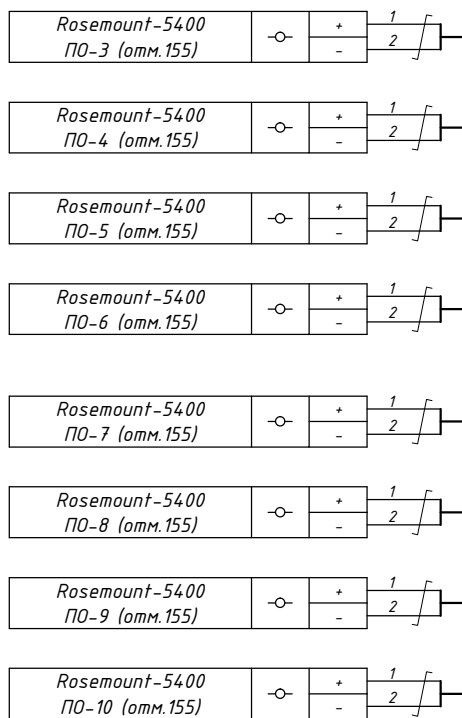 Rosemount-5400
ПО-3 (отм.155)
+
-
1
2
Rosemount-5400
ПО-4 (отм.155)
+
-
1
2
Rosemount-5400
ПО-5 (отм.155)
+
-
1
2
Rosemount-5400
ПО-6 (отм.155)
+
-
1
2
Rosemount-5400
ПО-7 (отм.155)
+
-
1
2
Rosemount-5400
ПО-8 (отм.155)
+
-
1
2
Rosemount-5400
ПО-9 (отм.155)
+
-
1
2
Rosemount-5400
ПО-10 (отм.155)
+
-
1
2